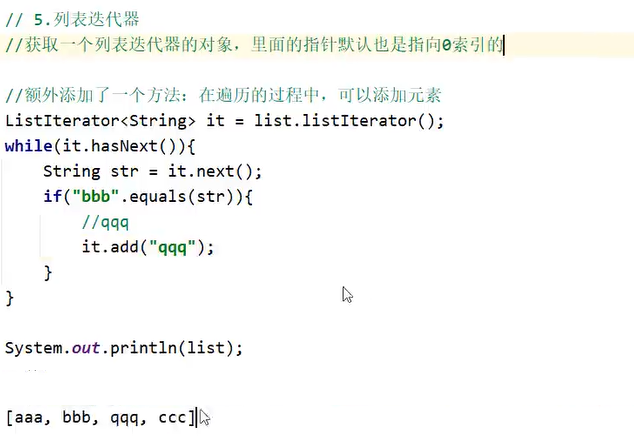 // 5.列表迭代器
//获取一个列表迭代器的对象，里面的指针默认也是指向0索引的
//额外添加了一个方法：在遍历的过程中，可以添加元素
ListIterator<String> it = list.listIterator();
while(it.hasNext()){
String str = it.next();
if("bbb".equals(str)){
//qqq
it.add("qqq");
}
}
System.out.println(list);
[aaa, bbb, qqq, ccc]